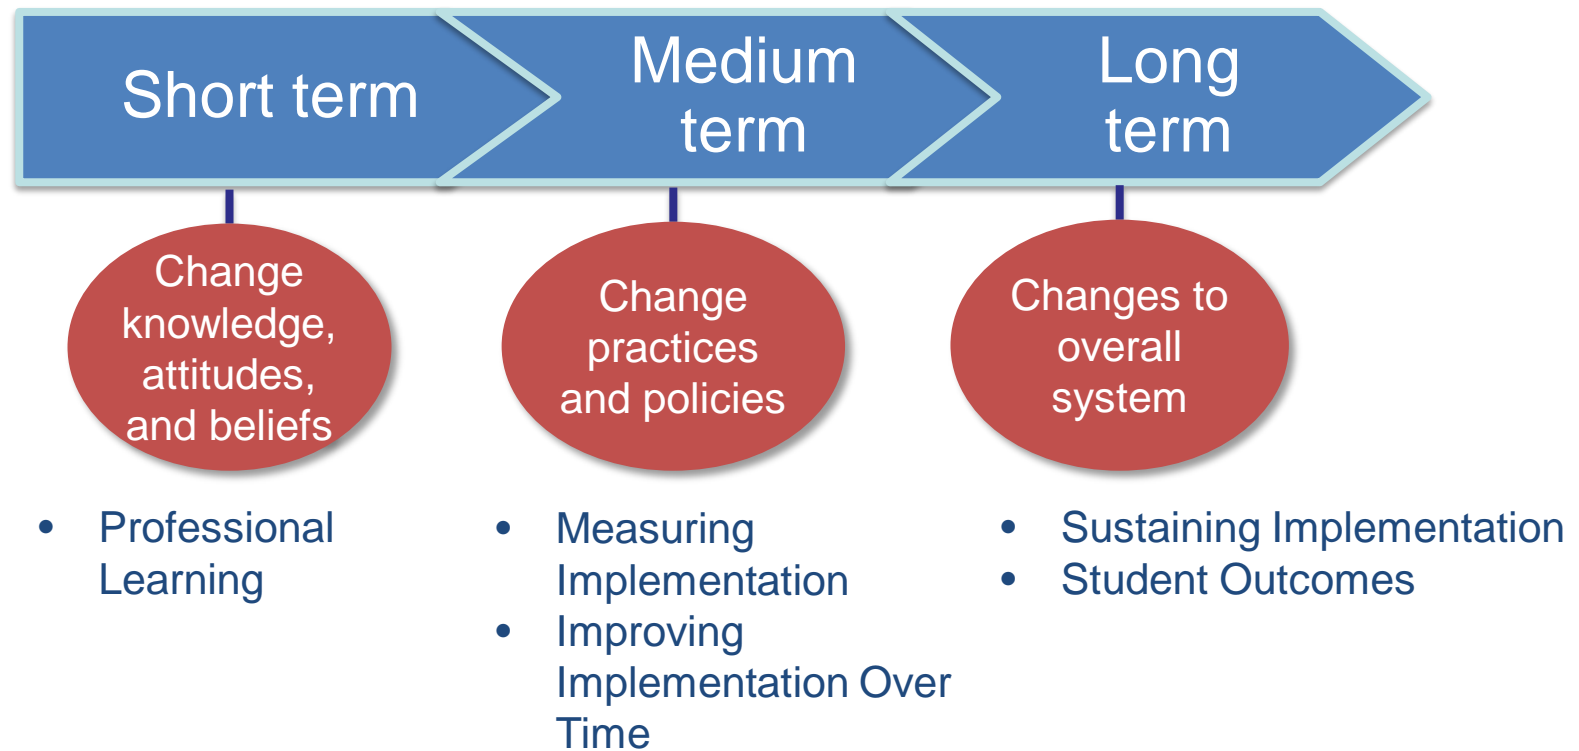 Short term
Medium
term
Long
term
Change
knowledge,
attitudes,
and beliefs
Change
practices
and policies
Changes to
overall
system
• Professional
Learning
• Measuring
Implementation
• Improving
Implementation Over
Time
• Sustaining Implementation
• Student Outcomes